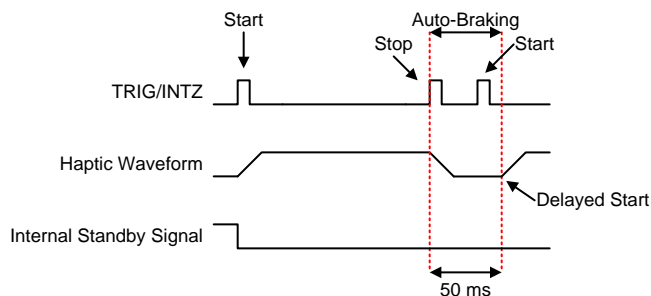 Start
Auto-Braking
Stop
Start
TRIG/INTZ
Haptic Waveform
Delayed Start
Internal Standby Signal
50 ms